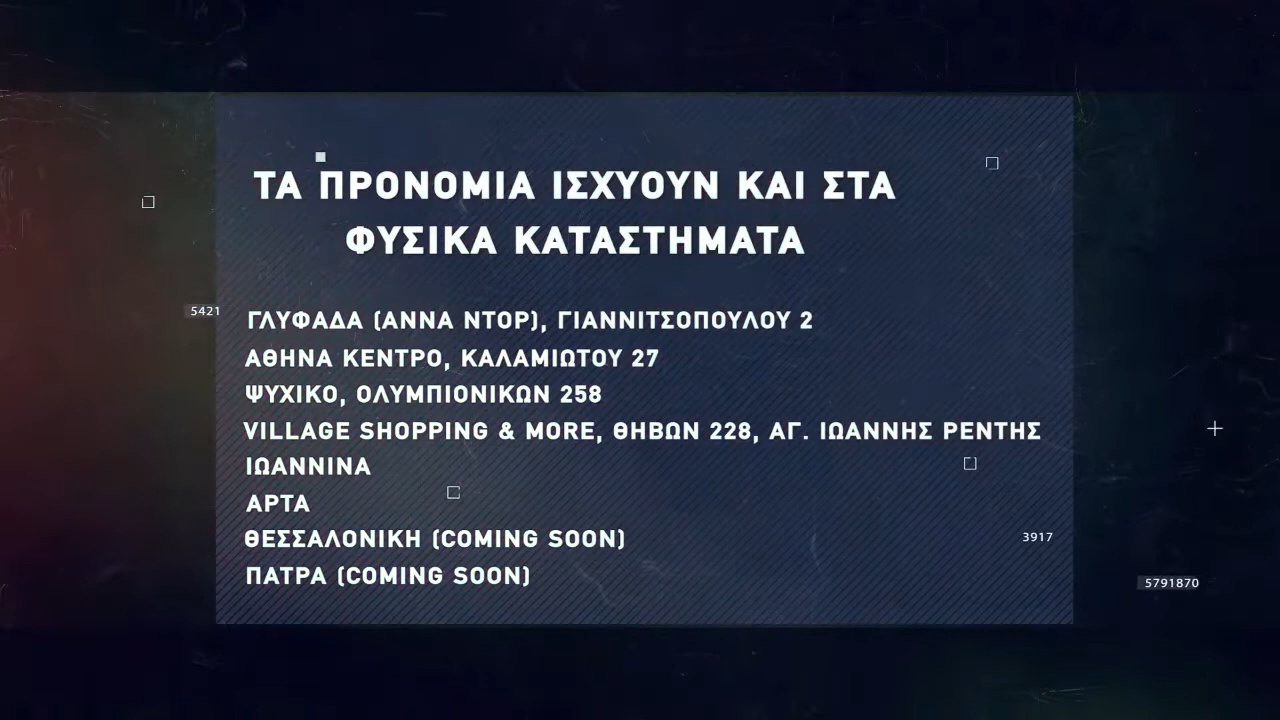 ΤΑ ΠΡΟΝΟΜΙΑ ΙΣΧΥΟΥΝ ΚΑΙ ΣΤΑ
ΦΥΣΙΚΑ ΚΑΤΑΣΤΗΜΑΤΑ
5421
ΓΛΥΦΑΔΑ (ΑΝΝΑ ΝΤΟΡ), ΓΙΑΝΝΙΤΣΟΠΟΥΛΟΥ 2
ΑΘΗΝΑ ΚΕΝΤΡΟ, ΚΑΛΑΜΙΩΤΟΥ 27
ΨΥΧΙΚΟ, ΟΛΥΜΠΙΟΝΙΚΩΝ 258
VILLAGE SHOPPING & MORE, ΘΗΒΩΝ 228, ΑΓ. ΙΩΑΝΝΗΣ ΡΕΝΤΗΣ
ΙΩΑΝΝΙΝΑ
ΑΡΤΑ
ΘΕΣΣΑΛΟΝΙΚΗ (COMING SOON)
3917
ΠΑΤΡΑ (COMING SOON)
5791870